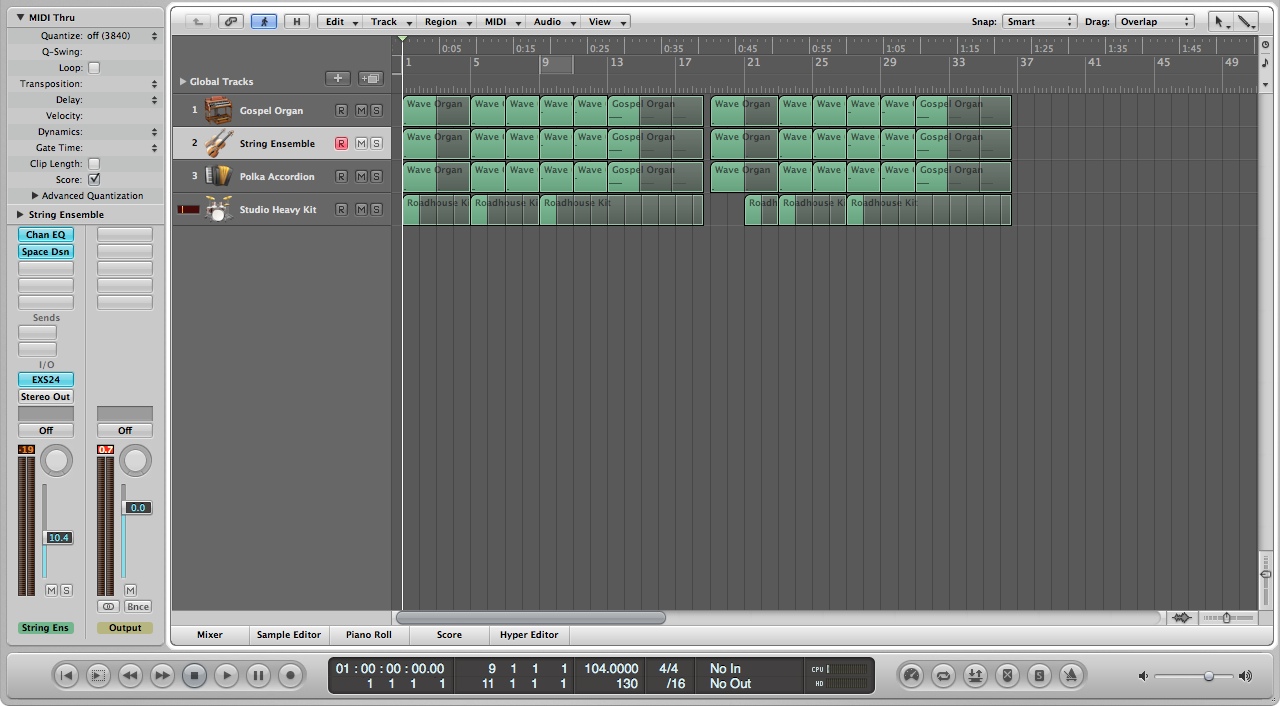 MIDI Thru
Quantize: off (3840)
Q-Swing:
Loop:
Transposition:
Delay:
Velocity:
Dynamics:
Gate Time:
Clip Length:
Score:
Advanced Quantization
String Ensemble
Chan EQ
Space Dsn
Sends
I/O
EXS24
Stereo Out
Off Off
-19 0.7
0.0
10.4
M S M
Bnce
String Ens Output
H Edit Track Region MIDI Audio View Snap: Smart Drag: Overlap
0:05 0:15 0:25 0:35 0:45 0:55 1:05 1:15 1:25 1:35 1:45
1 5 9 13 17 21 25 29 33 37 41 45 49
Global Tracks
1 Gospel Organ R M S
Wave Organ Wave Wave Wave Wave Gospel Organ Wave Organ Wave Wave Wave Wave Gospel Organ
2 String Ensemble R M S
Wave Organ Wave Wave Wave Wave Gospel Organ Wave Organ Wave Wave Wave Wave Gospel Organ
3 Polka Accordion R M S
Wave Organ Wave Wave Wave Wave Gospel Organ Wave Organ Wave Wave Wave Wave Gospel Organ
Studio Heavy Kit R M S
Roadhouse Ki Roadhouse Ki Roadhouse Kit Roadh Roadhouse K Roadhouse Kit
Mixer Sample Editor Piano Roll Score Hyper Editor
01 : 00 : 00 : 00.00 9 1 1 1 104.0000 4/4 No In CPU
1 1 1 1 11 1 1 1 130 /16 No Out HD
S